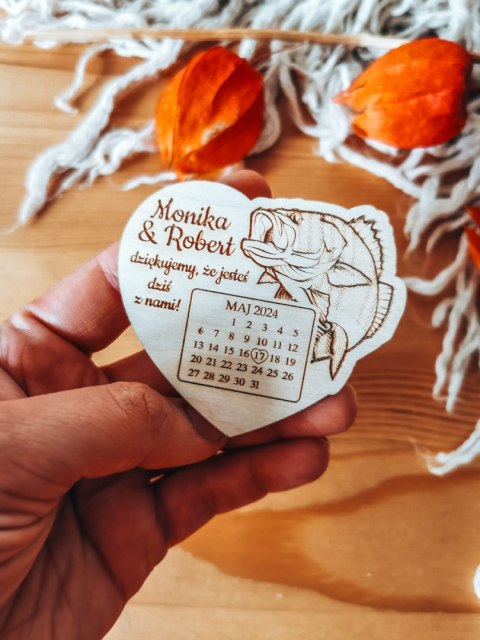 Monika
& Robert
dziękujemy, że jesteś
dziś
z nami!
MAJ 2024
1 2 3 4 5
6 7 8 9 10 11 12
13 14 15 16 17 18 19
20 21 22 23 24 25 26
27 28 29 30 31